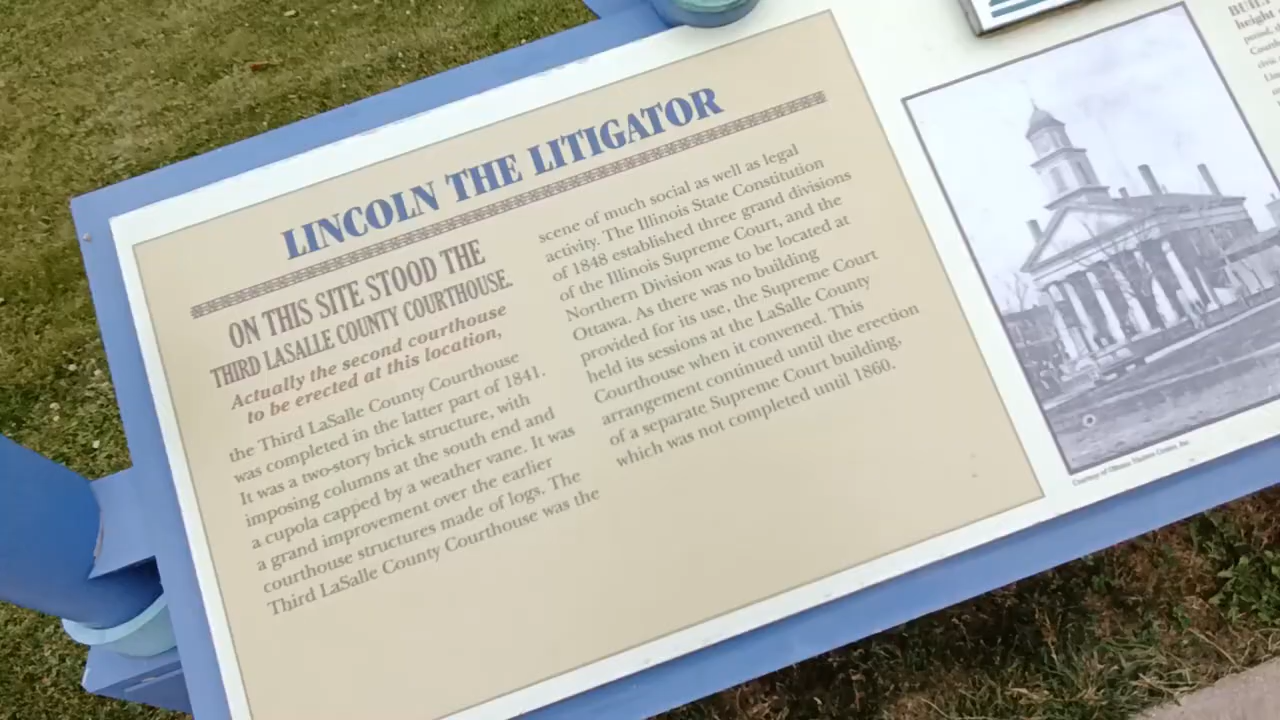 LINCOLN THE LITIGATOR
ON THIS SITE STOOD THE
THIRD LASALLE COUNTY COURTHOUSE.
Actually the second courthouse
to be erected at this location,
the Third LaSalle County Courthouse
was completed in the latter part of 1841.
It was a two-story brick structure, with
imposing columns at the south end and
a cupola capped by a weather vane. It was
a grand improvement over the earlier
courthouse structures made of logs. The
Third LaSalle County Courthouse was the
scene of much social as well as legal
activity. The Illinois State Constitution
of 1848 established three grand divisions
of the Illinois Supreme Court, and the
Northern Division was to be located at
Ottawa. As there was no building
provided for its use, the Supreme Court
held its sessions at the LaSalle County
Courthouse when it convened. This
arrangement continued until the erection
of a separate Supreme Court building,
which was not completed until 1860.
Courtesy of Ottawa Visitors Center, Inc.
height